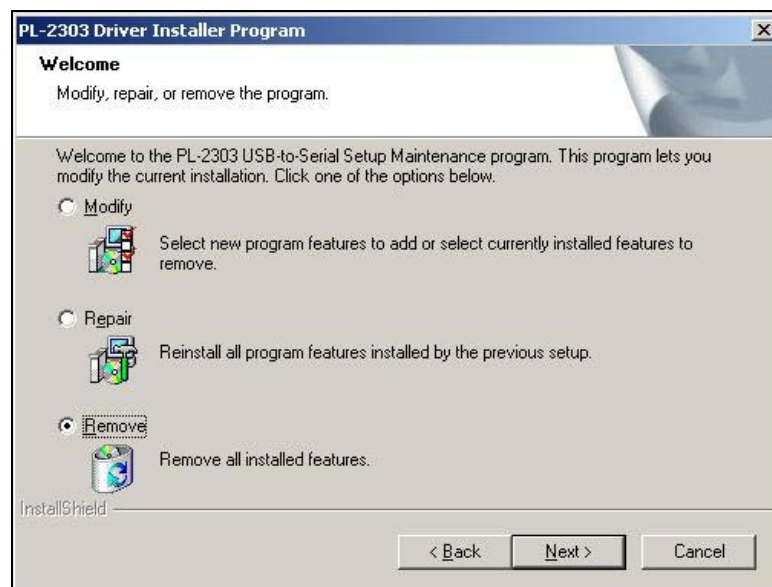 PL-2303 Driver Installer Program
Welcome
Modify, repair, or remove the program.
Welcome to the PL-2303 USB-to-Serial Setup Maintenance program. This program lets you
modify the current installation. Click one of the options below.
Modify
Select new program features to add or select currently installed features to
remove.
Repair
Reinstall all program features installed by the previous setup.
Remove
Remove all installed features.
InstallShield
< Back Next > Cancel